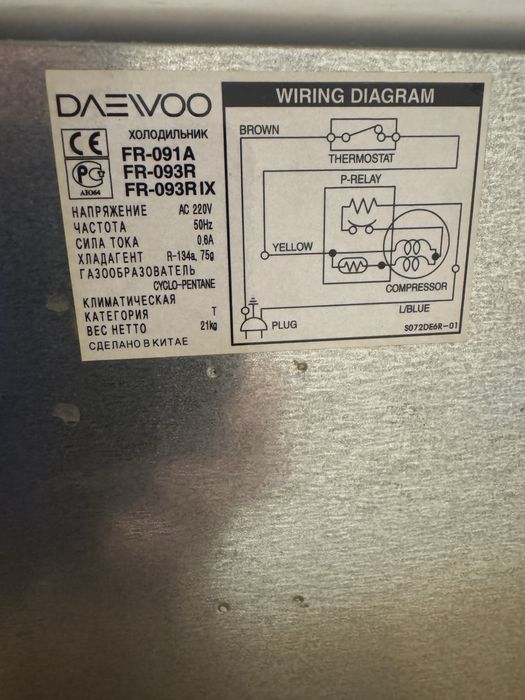 DAEWOO
ХОЛОДИЛЬНИК
FR-091A
FR-093R
FR-093RIX
CE
РС
АЮ64
НАПРЯЖЕНИЕ AC 220V
ЧАСТОТА 50Hz
СИЛА ТОКА 0.6A
ХЛАДАГЕНТ R-134a, 75g
ГАЗООБРАЗОВАТЕЛЬ
CYCLO-PENTANE
КЛИМАТИЧЕСКАЯ
КАТЕГОРИЯ T
ВЕС НЕТТО 21kg
СДЕЛАНО В КИТАЕ
WIRING DIAGRAM
BROWN
THERMOSTAT
P-RELAY
YELLOW
COMPRESSOR
L/BLUE
PLUG
S072DE6R-01